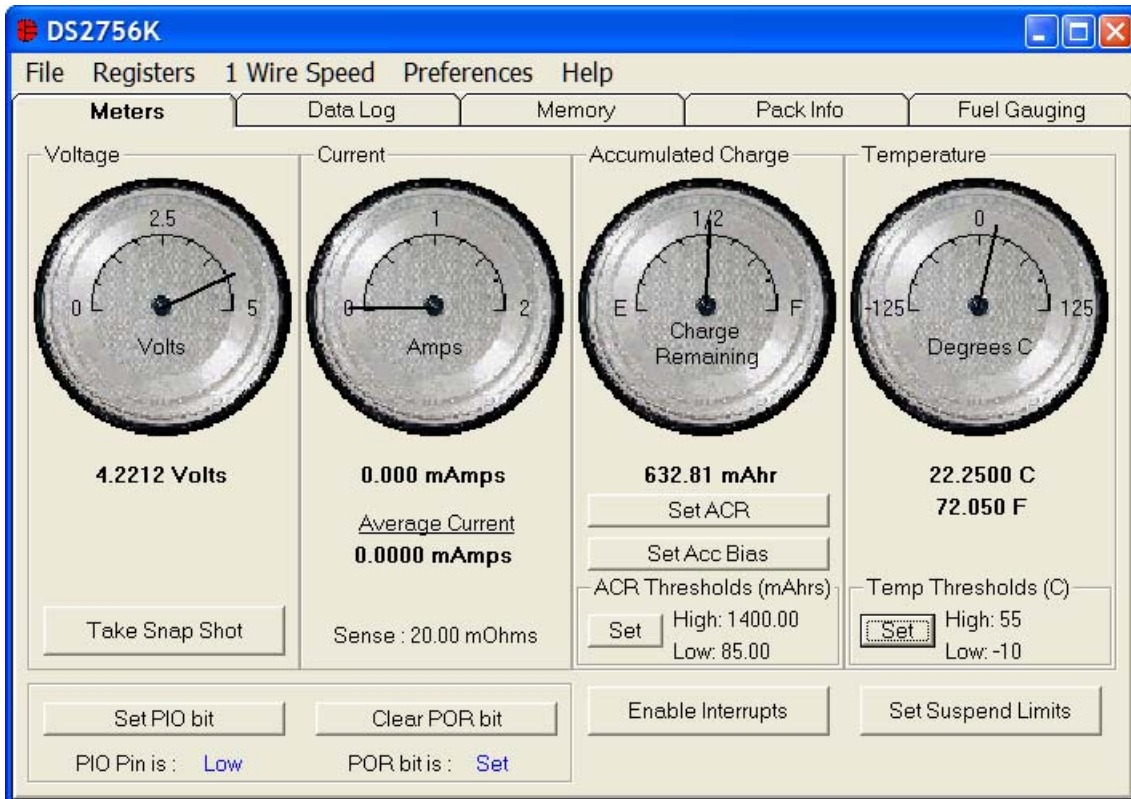 DS2756K
File Registers 1 Wire Speed Preferences Help
Meters Data Log Memory Pack Info Fuel Gauging
Voltage
2.5
0 5
Volts
4.2212 Volts
Take Snap Shot
Current
1
0 2
Amps
0.000 mAmps
Average Current
0.0000 mAmps
Sense : 20.00 mOhms
Accumulated Charge
1/2
E F
Charge
Remaining
632.81 mAhr
Set ACR
Set Acc Bias
ACR Thresholds (mAhrs)
Set
High: 1400.00
Low: 85.00
Temperature
0
-125 125
Degrees C
22.2500 C
72.050 F
Temp Thresholds (C)
Set
High: 55
Low: -10
Set PIO bit
PIO Pin is : Low
Clear POR bit
POR bit is : Set
Enable Interrupts
Set Suspend Limits